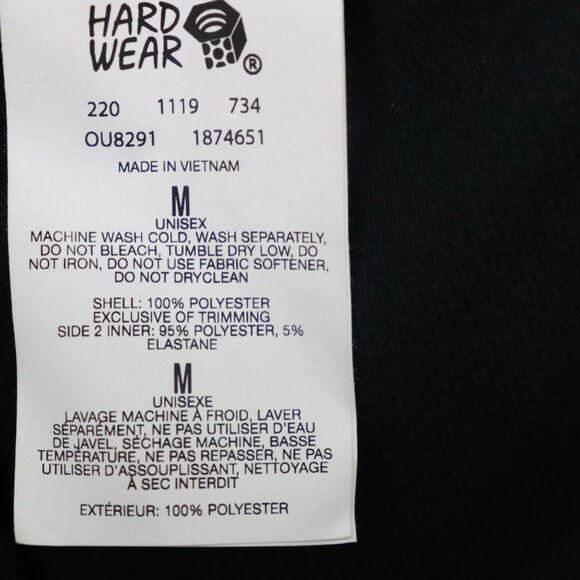 HARD
WEAR ®
220 1119 734
OU8291 1874651
MADE IN VIETNAM
M
UNISEX
MACHINE WASH COLD, WASH SEPARATELY,
DO NOT BLEACH, TUMBLE DRY LOW, DO
NOT IRON, DO NOT USE FABRIC SOFTENER,
DO NOT DRYCLEAN
SHELL: 100% POLYESTER
EXCLUSIVE OF TRIMMING
SIDE 2 INNER: 95% POLYESTER, 5%
ELASTANE
M
UNISEXE
LAVAGE MACHINE À FROID, LAVER
SÉPARÉMENT, NE PAS UTILISER D'EAU
DE JAVEL, SÉCHAGE MACHINE, BASSE
TEMPÉRATURE, NE PAS REPASSER, NE PAS
UTILISER D'ASSOUPLISSANT, NETTOYAGE
À SEC INTERDIT
EXTÉRIEUR: 100% POLYESTER